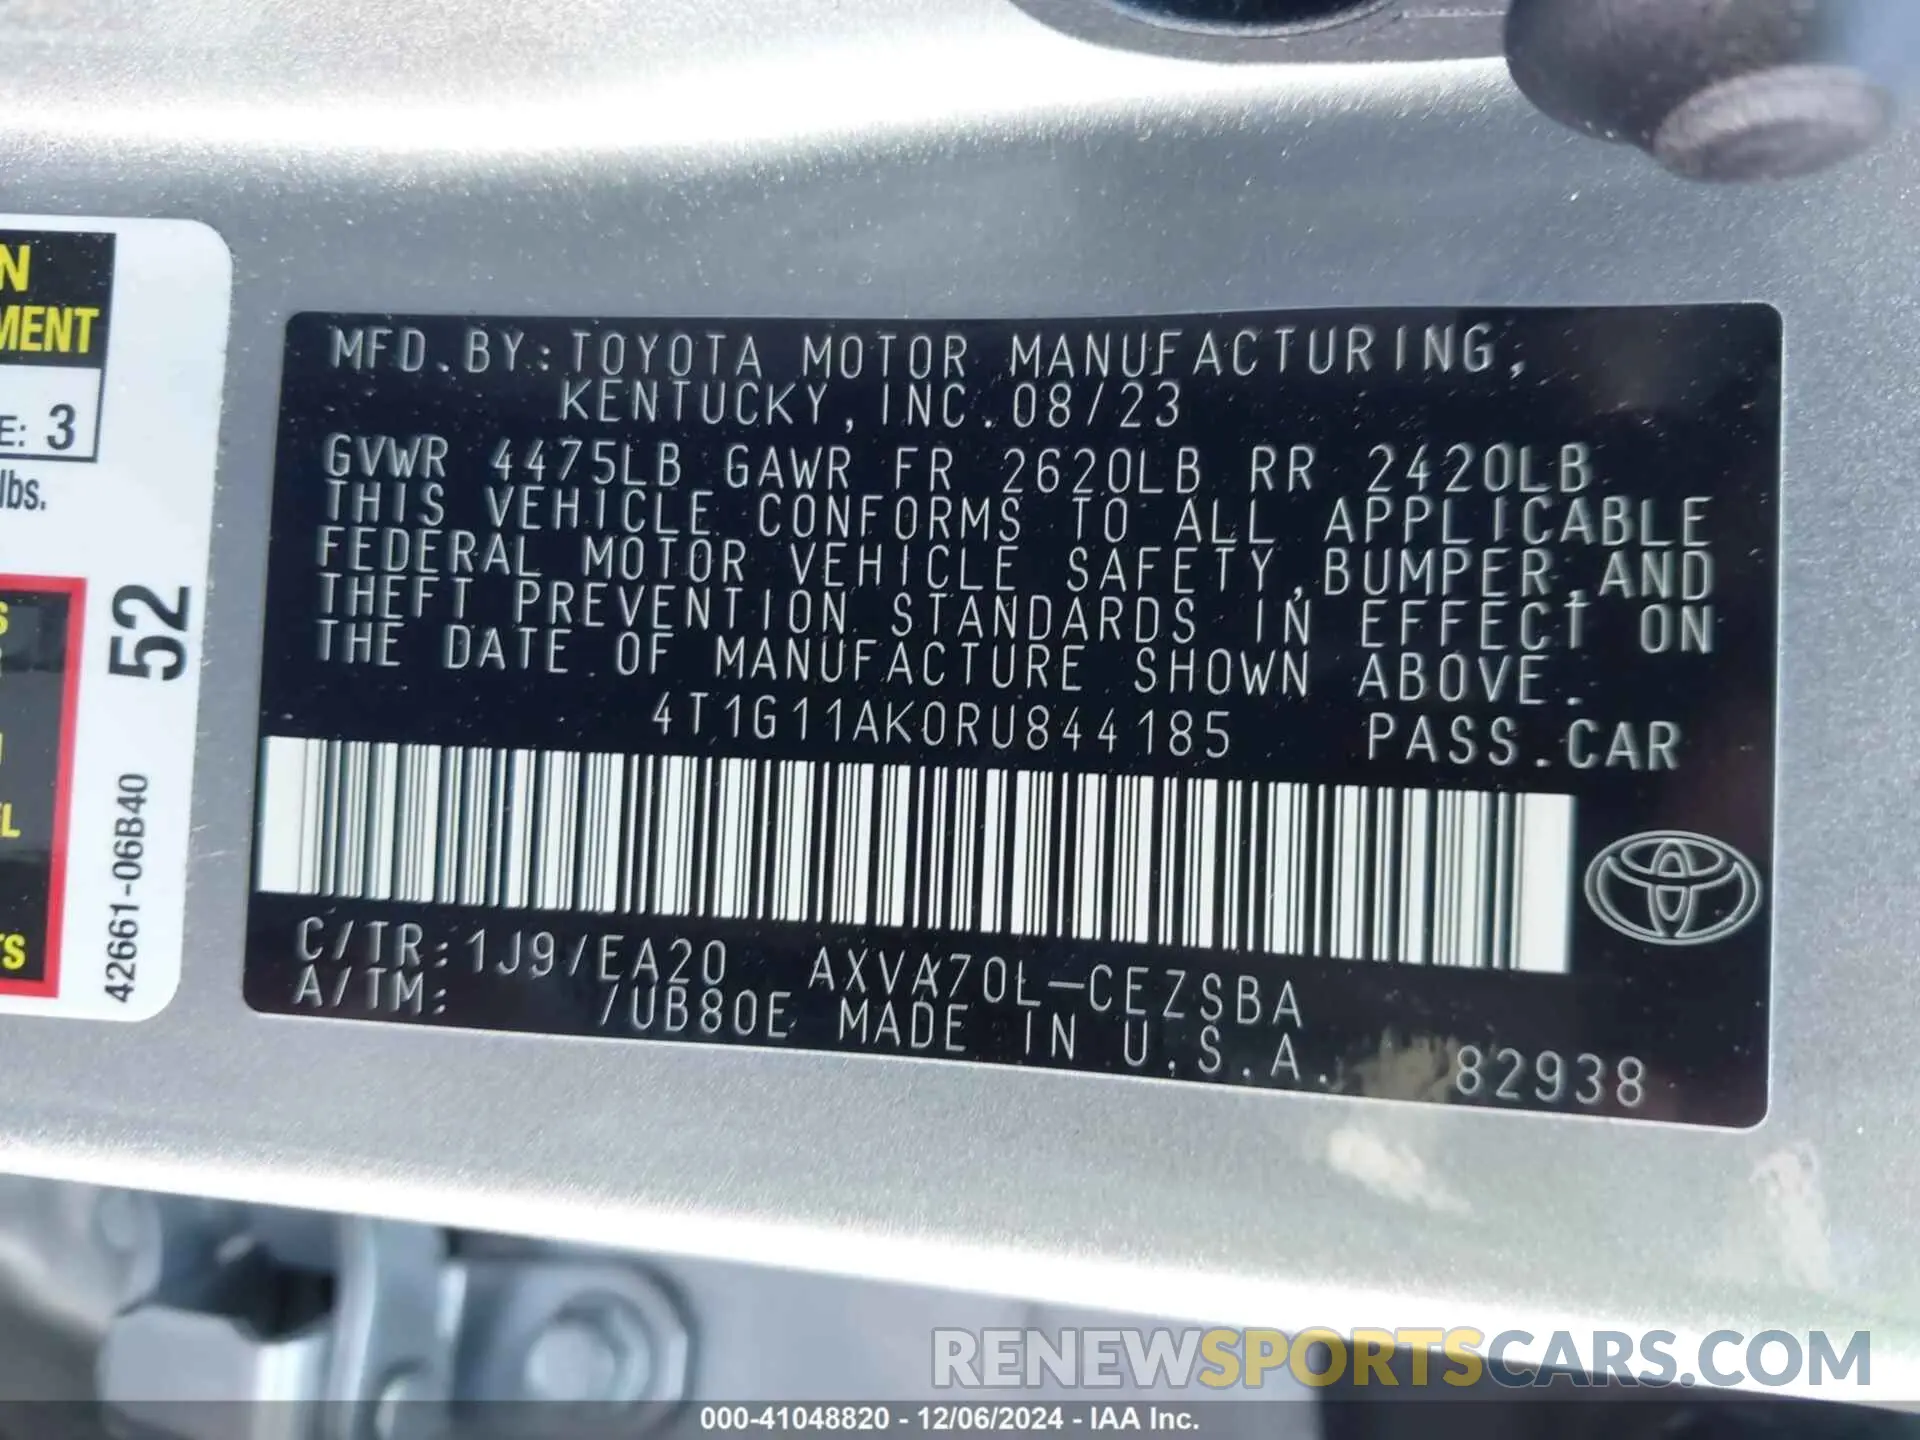 N
MENT
E: 3
lbs.
S
EL
TS
52
42661-06B40
MFD.BY:TOYOTA MOTOR MANUFACTURING,
KENTUCKY, INC.08/23
GVWR 4475LB GAWR FR 2620LB RR 2420LB
THIS VEHICLE CONFORMS TO ALL APPLICABLE
FEDERAL MOTOR VEHICLE SAFETY,BUMPER,AND
THEFT PREVENTION STANDARDS IN EFFECT ON
THE DATE OF MANUFACTURE SHOWN ABOVE.
4T1G11AK0RU844185 PASS.CAR
C/TR:1J9/EA20 AXVA70L-CEZSBA
A/TM: /UB80E MADE IN U.S.A. 82938
RENEWSPORTSCARS.COM
000-41048820 - 12/06/2024 - IAA Inc.